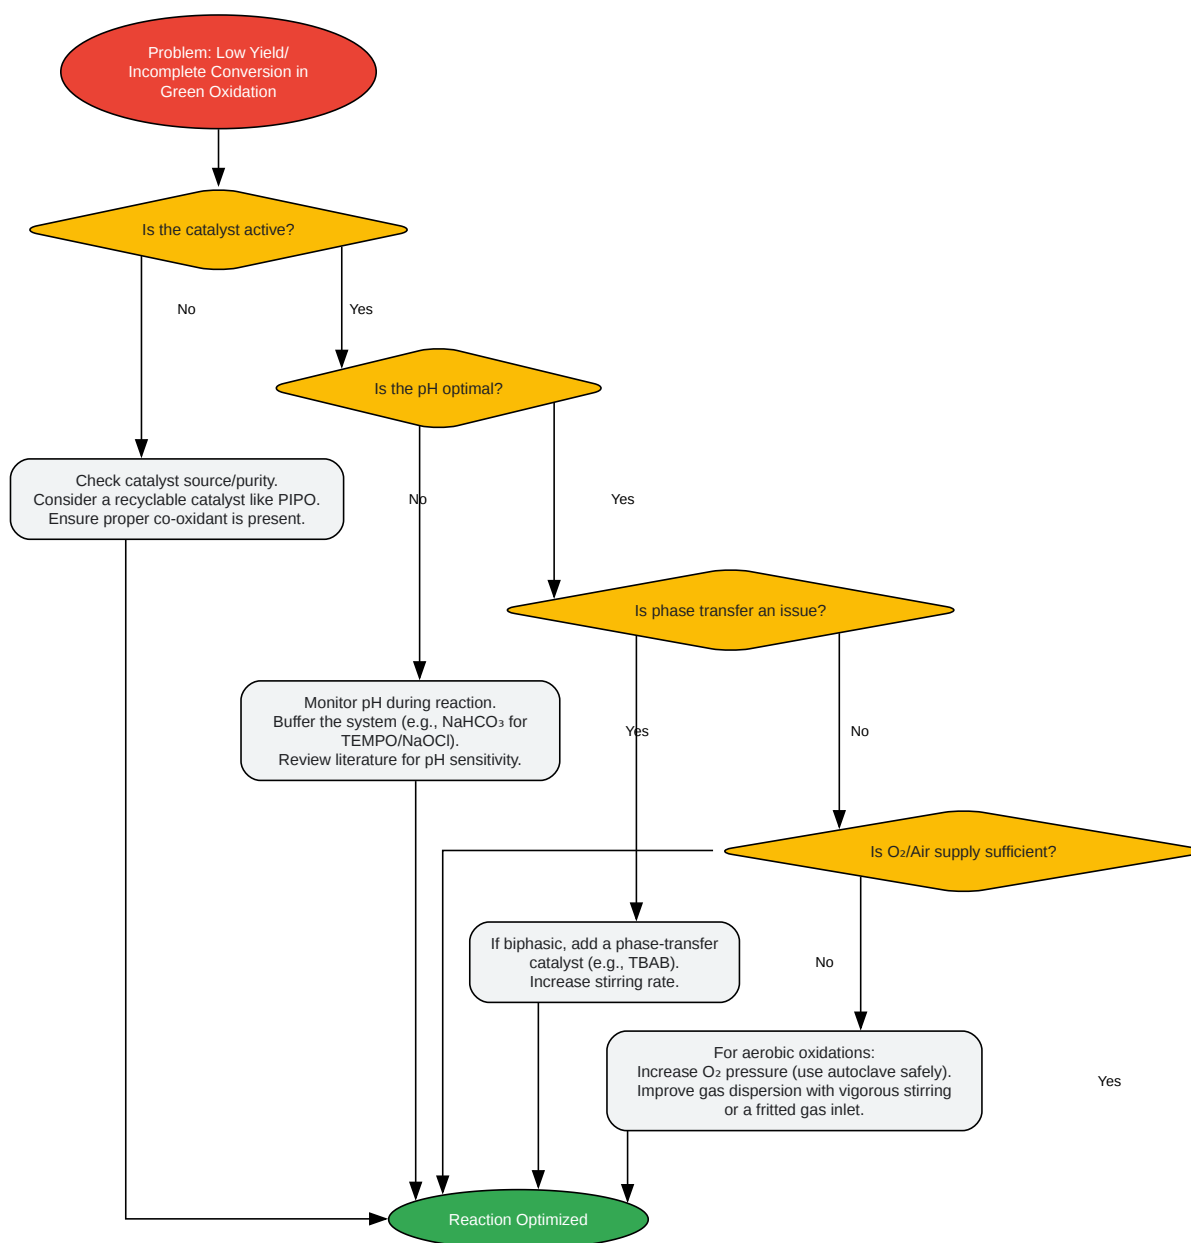 Problem: Low Yield/
Incomplete Conversion in
Green Oxidation
Is the catalyst active?
No
Yes
Is the pH optimal?
Check catalyst source/purity.
Consider a recyclable catalyst like PIPO.
Ensure proper co-oxidant is present.
No
Yes
Is phase transfer an issue?
Monitor pH during reaction.
Buffer the system (e.g., NaHCO₃ for
TEMPO/NaOCl).
Review literature for pH sensitivity.
Yes
No
Is O₂/Air supply sufficient?
If biphasic, add a phase-transfer
catalyst (e.g., TBAB).
Increase stirring rate.
No
For aerobic oxidations:
Increase O₂ pressure (use autoclave safely).
Improve gas dispersion with vigorous stirring
or a fritted gas inlet.
Yes
Reaction Optimized